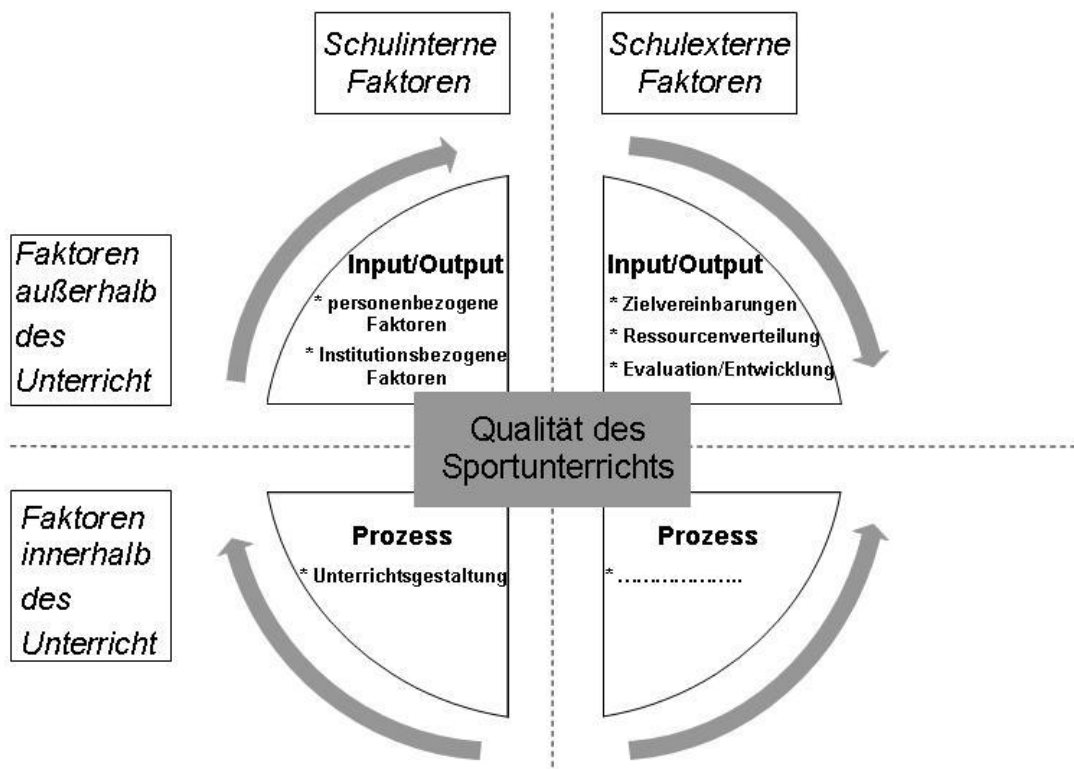 Schulinterne
Faktoren
Schulexterne
Faktoren
Faktoren
außerhalb
des
Unterricht
Input/Output
* personenbezogene
Faktoren
* Institutionsbezogene
Faktoren
Input/Output
* Zielvereinbarungen
* Ressourcenverteilung
* Evaluation/Entwicklung
Qualität des
Sportunterrichts
Faktoren
innerhalb
des
Unterricht
Prozess
* Unterrichtsgestaltung
Prozess
* ………………..